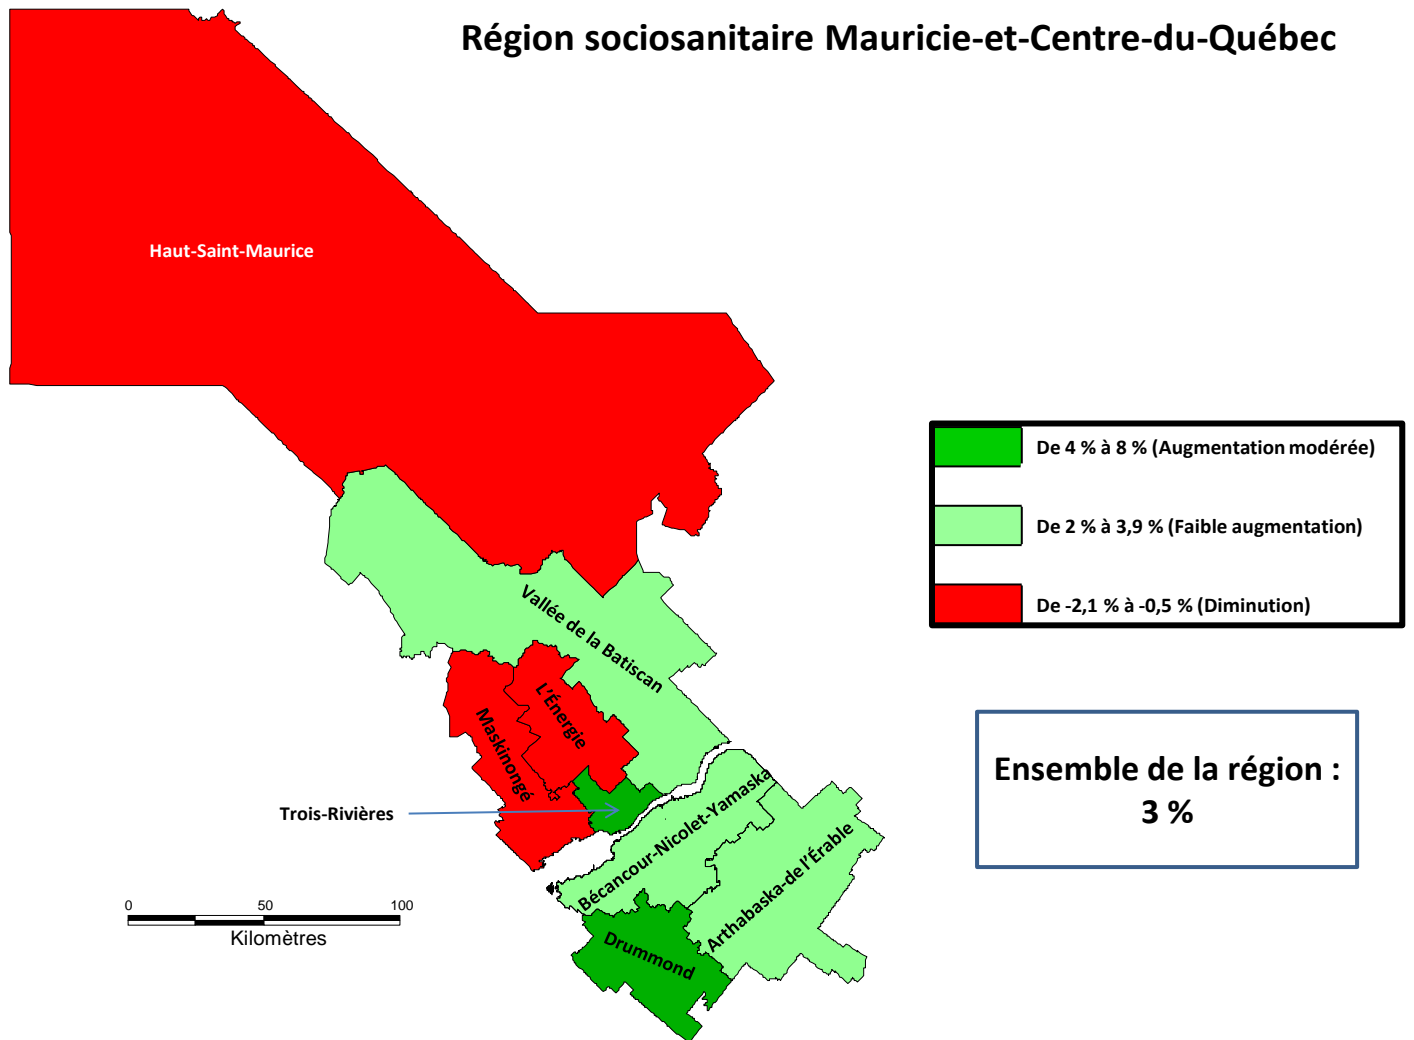 Région sociosanitaire Mauricie-et-Centre-du-Québec
Haut-Saint-Maurice
De 4 % à 8 % (Augmentation modérée)
De 2 % à 3,9 % (Faible augmentation)
De -2,1 % à -0,5 % (Diminution)
Vallée de la Batiscan
L'Énergie
Maskinongé
Trois-Rivières
Bécancour-Nicolet-Yamaska
Arthabaska-de l'Érable
Drummond
Ensemble de la région :
3 %
0 50 100
Kilomètres